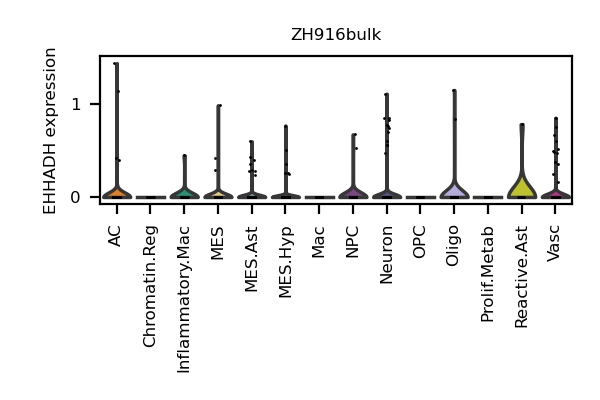 ZH916bulk
EHHADH expression
1
0
AC
Chromatin.Reg
Inflammatory.Mac
MES
MES.Ast
MES.Hyp
Mac
NPC
Neuron
OPC
Oligo
Prolif.Metab
Reactive.Ast
Vasc